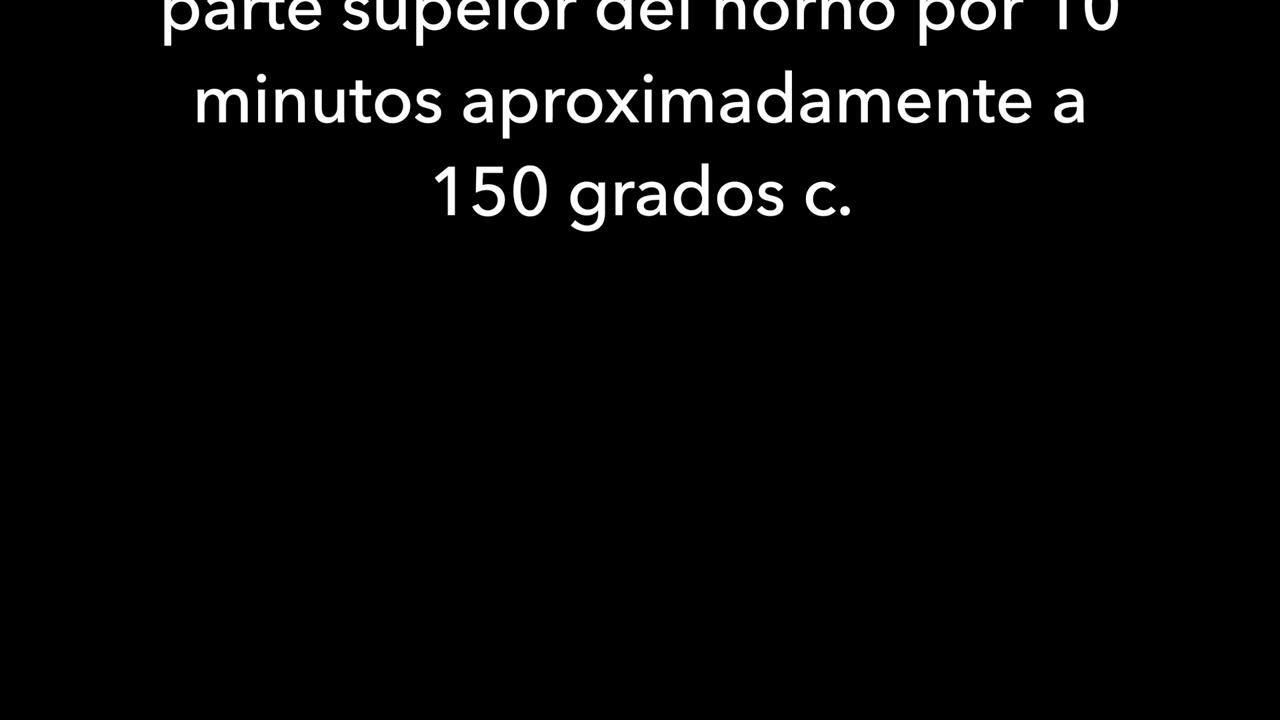 parte supeior del horno por 10
minutos aproximadamente a
150 grados c.